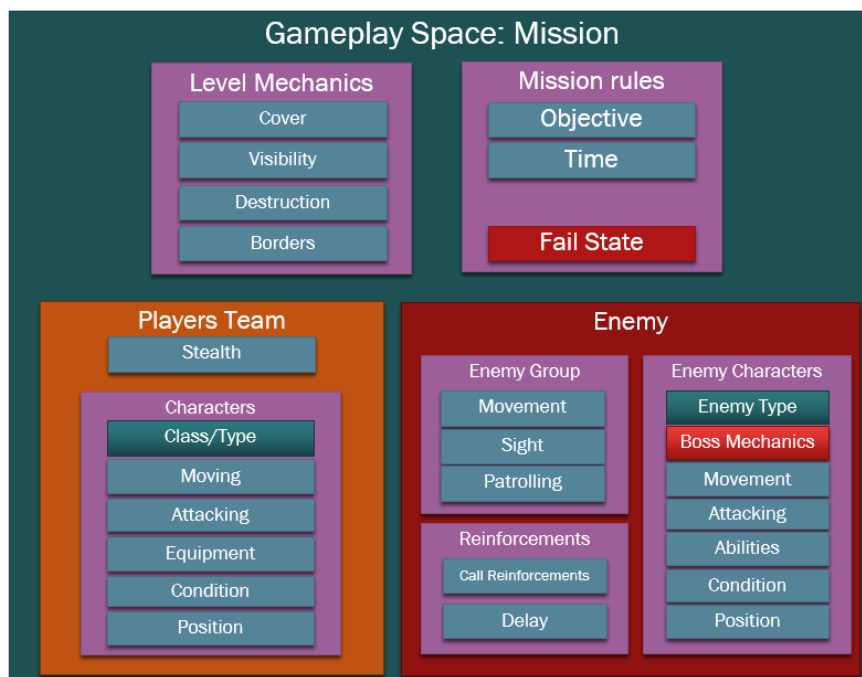 Gameplay Space: Mission
Level Mechanics
Cover
Visibility
Destruction
Borders
Mission rules
Objective
Time
Fail State
Players Team
Stealth
Characters
Class/Type
Moving
Attacking
Equipment
Condition
Position
Enemy
Enemy Group
Movement
Sight
Patrolling
Reinforcements
Call Reinforcements
Delay
Enemy Characters
Enemy Type
Boss Mechanics
Movement
Attacking
Abilities
Condition
Position